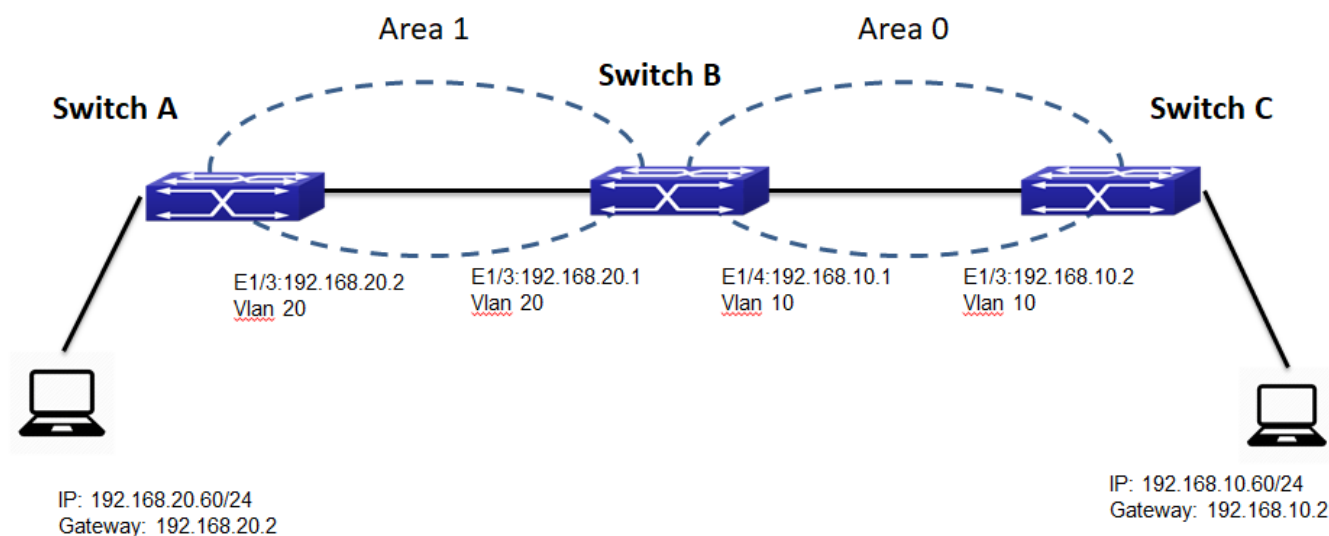 Area 1
Area 0
Switch B
Switch A
Switch C
E1/3:192.168.20.2
Vlan 20
E1/3:192.168.20.1
Vlan 20
E1/4:192.168.10.1
Vlan 10
E1/3:192.168.10.2
Vlan 10
IP: 192.168.20.60/24
Gateway: 192.168.20.2
IP: 192.168.10.60/24
Gateway: 192.168.10.2